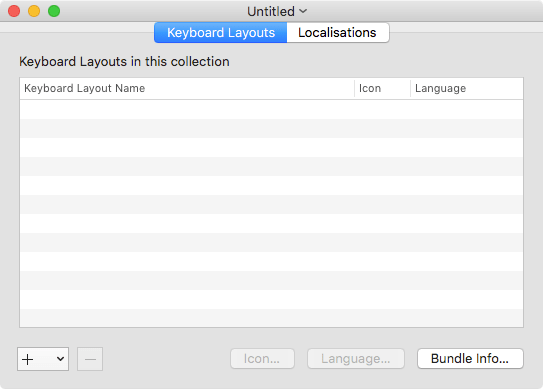 Untitled
Keyboard Layouts Localisations
Keyboard Layouts in this collection
Keyboard Layout Name Icon Language
Icon... Language... Bundle Info...